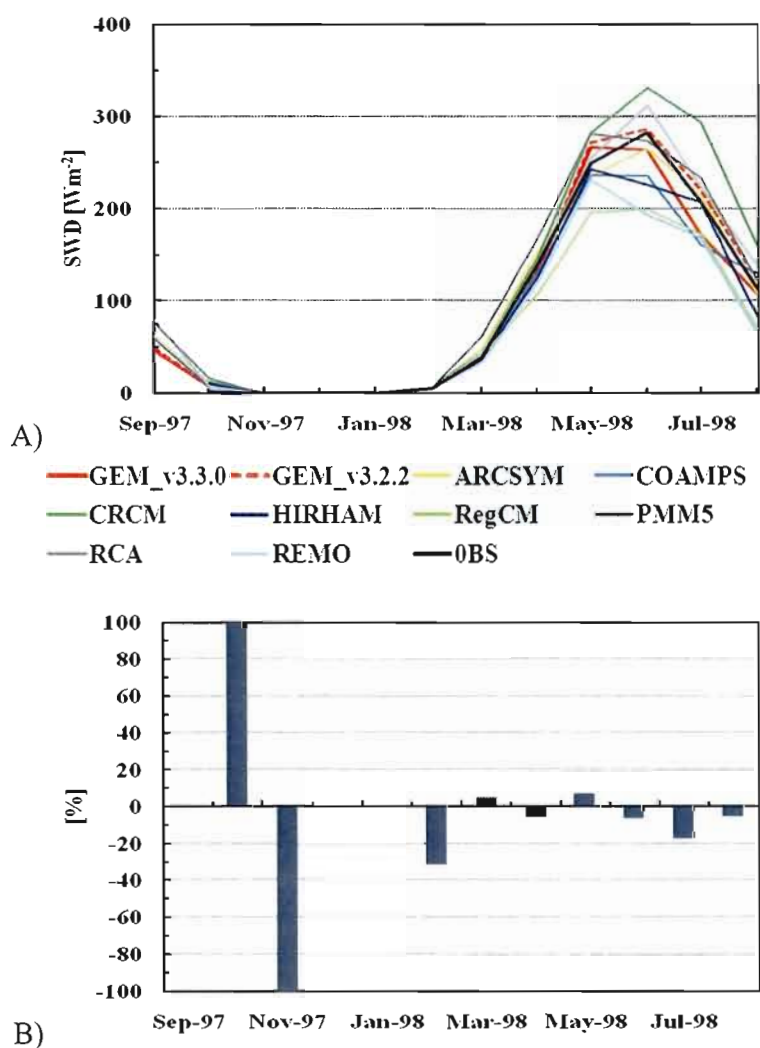 400
300
200
100
0
SWD [Wm-2]
Sep-97 Nov-97 Jan-98 Mar-98 May-98 Jul-98
A)
GEM_v3.3.0 GEM_v3.2.2 ARCSYM COAMPS
CRCM HIRHAM RegCM PMM5
RCA REMO 0BS
100
80
60
40
20
0
-20
-40
-60
-80
-100
[%]
Sep-97 Nov-97 Jan-98 Mar-98 May-98 Jul-98
B)